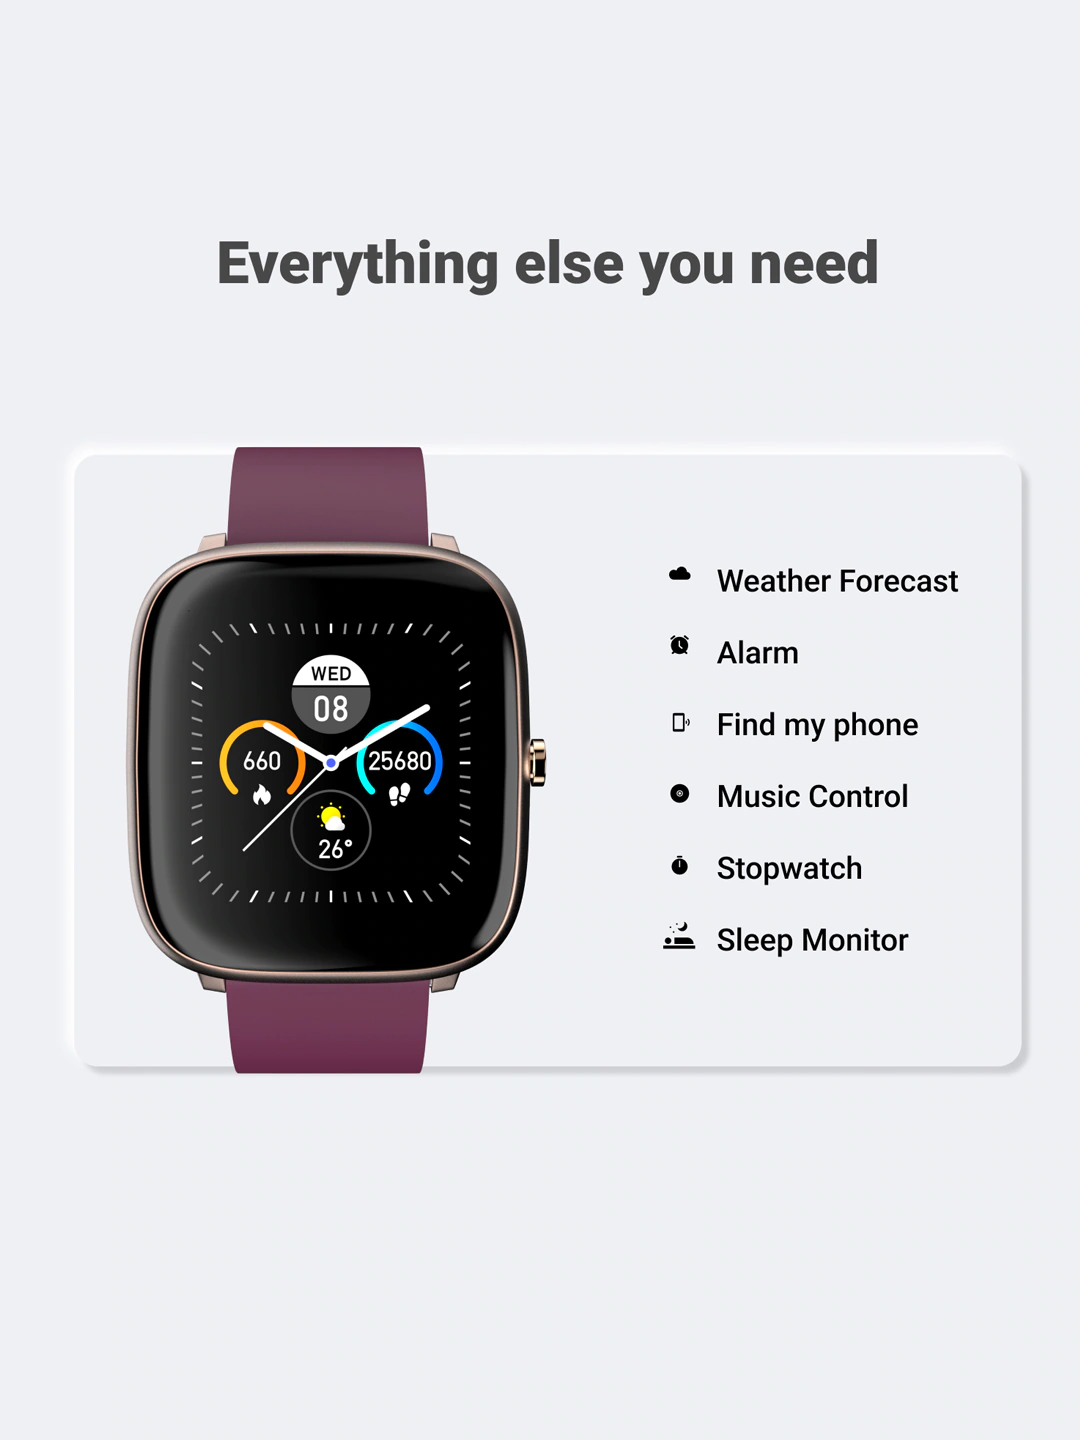 Everything else you need
WED
08
660
25680
26°
Weather Forecast
Alarm
Find my phone
Music Control
Stopwatch
Sleep Monitor